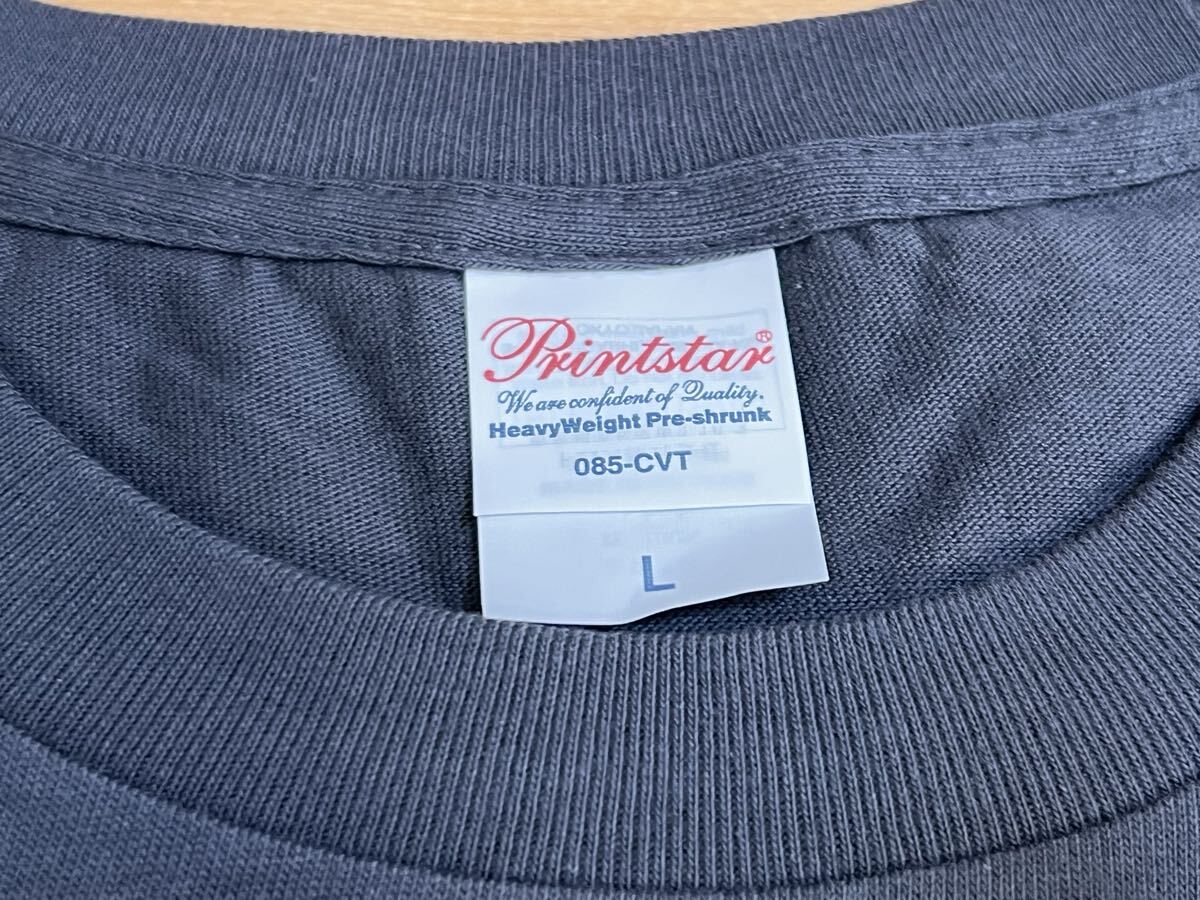 Printstar®
We are confident of Quality.
HeavyWeight Pre-shrunk
085-CVT
L